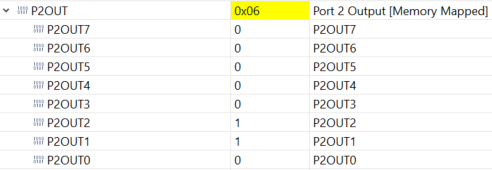 P2OUT 0x06 Port 2 Output [Memory Mapped]
P2OUT7 0 P2OUT7
P2OUT6 0 P2OUT6
P2OUT5 0 P2OUT5
P2OUT4 0 P2OUT4
P2OUT3 0 P2OUT3
P2OUT2 1 P2OUT2
P2OUT1 1 P2OUT1
P2OUT0 0 P2OUT0